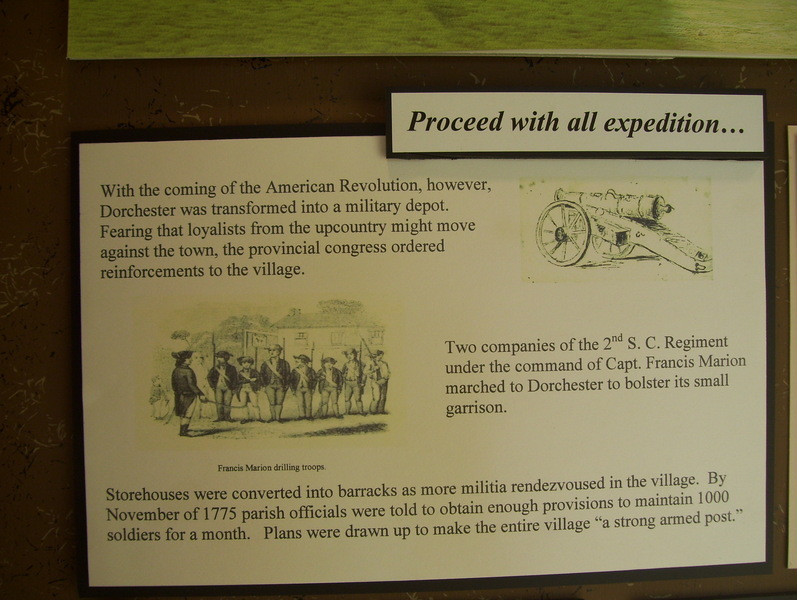 Proceed with all expedition...
With the coming of the American Revolution, however,
Dorchester was transformed into a military depot.
Fearing that loyalists from the upcountry might move
against the town, the provincial congress ordered
reinforcements to the village.
Two companies of the 2nd S. C. Regiment
under the command of Capt. Francis Marion
marched to Dorchester to bolster its small
garrison.
Francis Marion drilling troops.
Storehouses were converted into barracks as more militia rendezvoused in the village. By
November of 1775 parish officials were told to obtain enough provisions to maintain 1000
soldiers for a month. Plans were drawn up to make the entire village "a strong armed post."